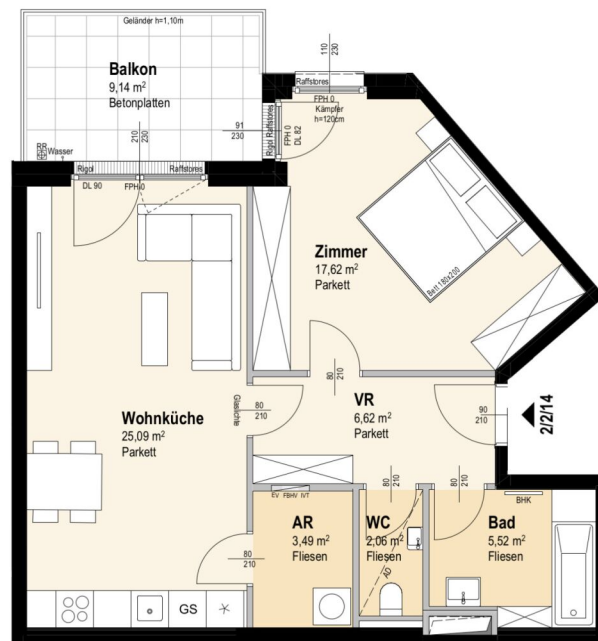 Geländer h=1,10m
Balkon
9,14 m²
Betonplatten
110
230
Raffstores
FPH 0
Kämpfer
h=120cm
91
230
Rigol Raffstores
FPH 0
DL 82
210
230
RR
Wasser
Rigol
Raffstores
DL 90
FPH 0
Zimmer
17,62 m²
Parkett
Bett 180x200
80
210
VR
6,62 m²
Parkett
90
210
2/2/14
Wohnküche
25,09 m²
Parkett
Glaslichte
80
210
80
210
80
210
EV FBHV IVT
BHK
AR
3,49 m²
Fliesen
WC
2,06 m²
Fliesen
Bad
5,52 m²
Fliesen
80
210
AD
GS